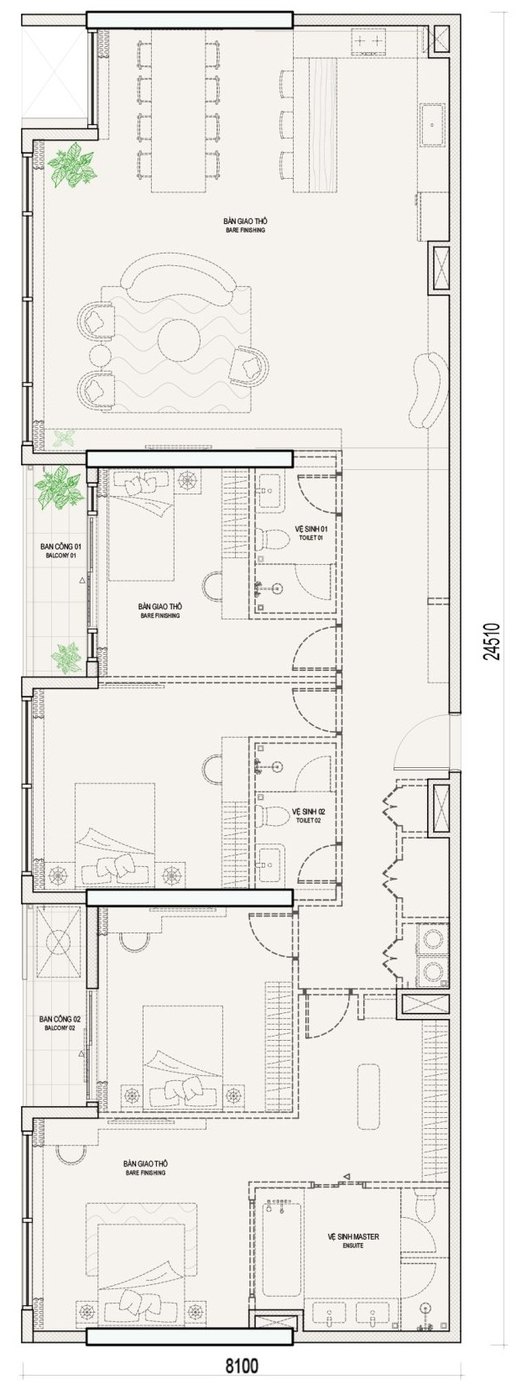 BÀN GIAO THÔ
BARE FINISHING
VỆ SINH 01
TOILET 01
BAN CÔNG 01
BALCONY 01
BÀN GIAO THÔ
BARE FINISHING
24510
VỆ SINH 02
TOILET 02
BAN CÔNG 02
BALCONY 02
BÀN GIAO THÔ
BARE FINISHING
VỆ SINH MASTER
ENSUITE
8100